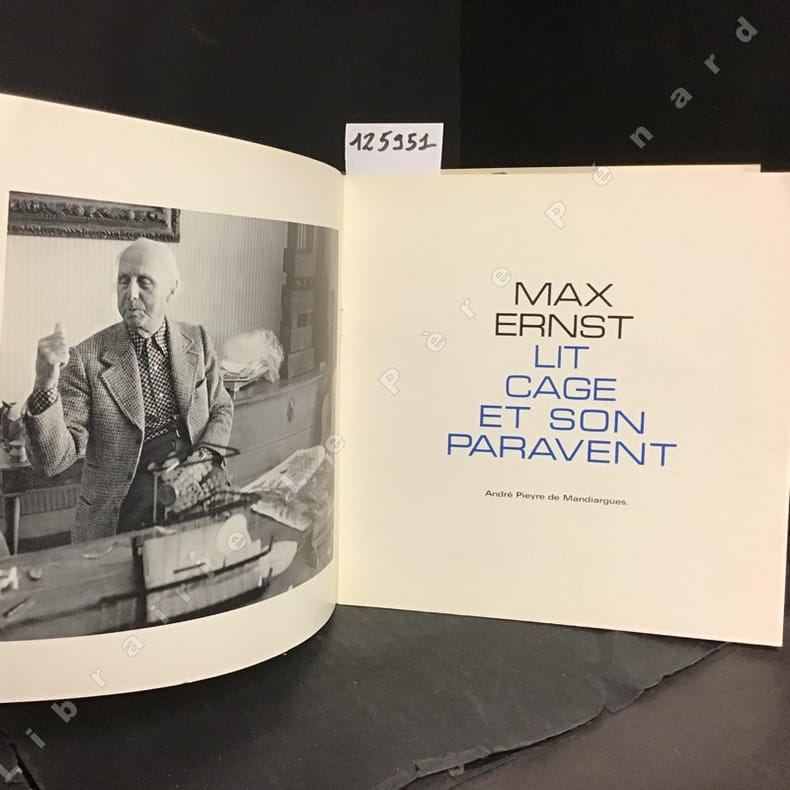 125951
MAX
ERNST
LIT
CAGE
ET SON
PARAVENT
André Pieyre de Mandiargues.
Librairie Le Père Pénard